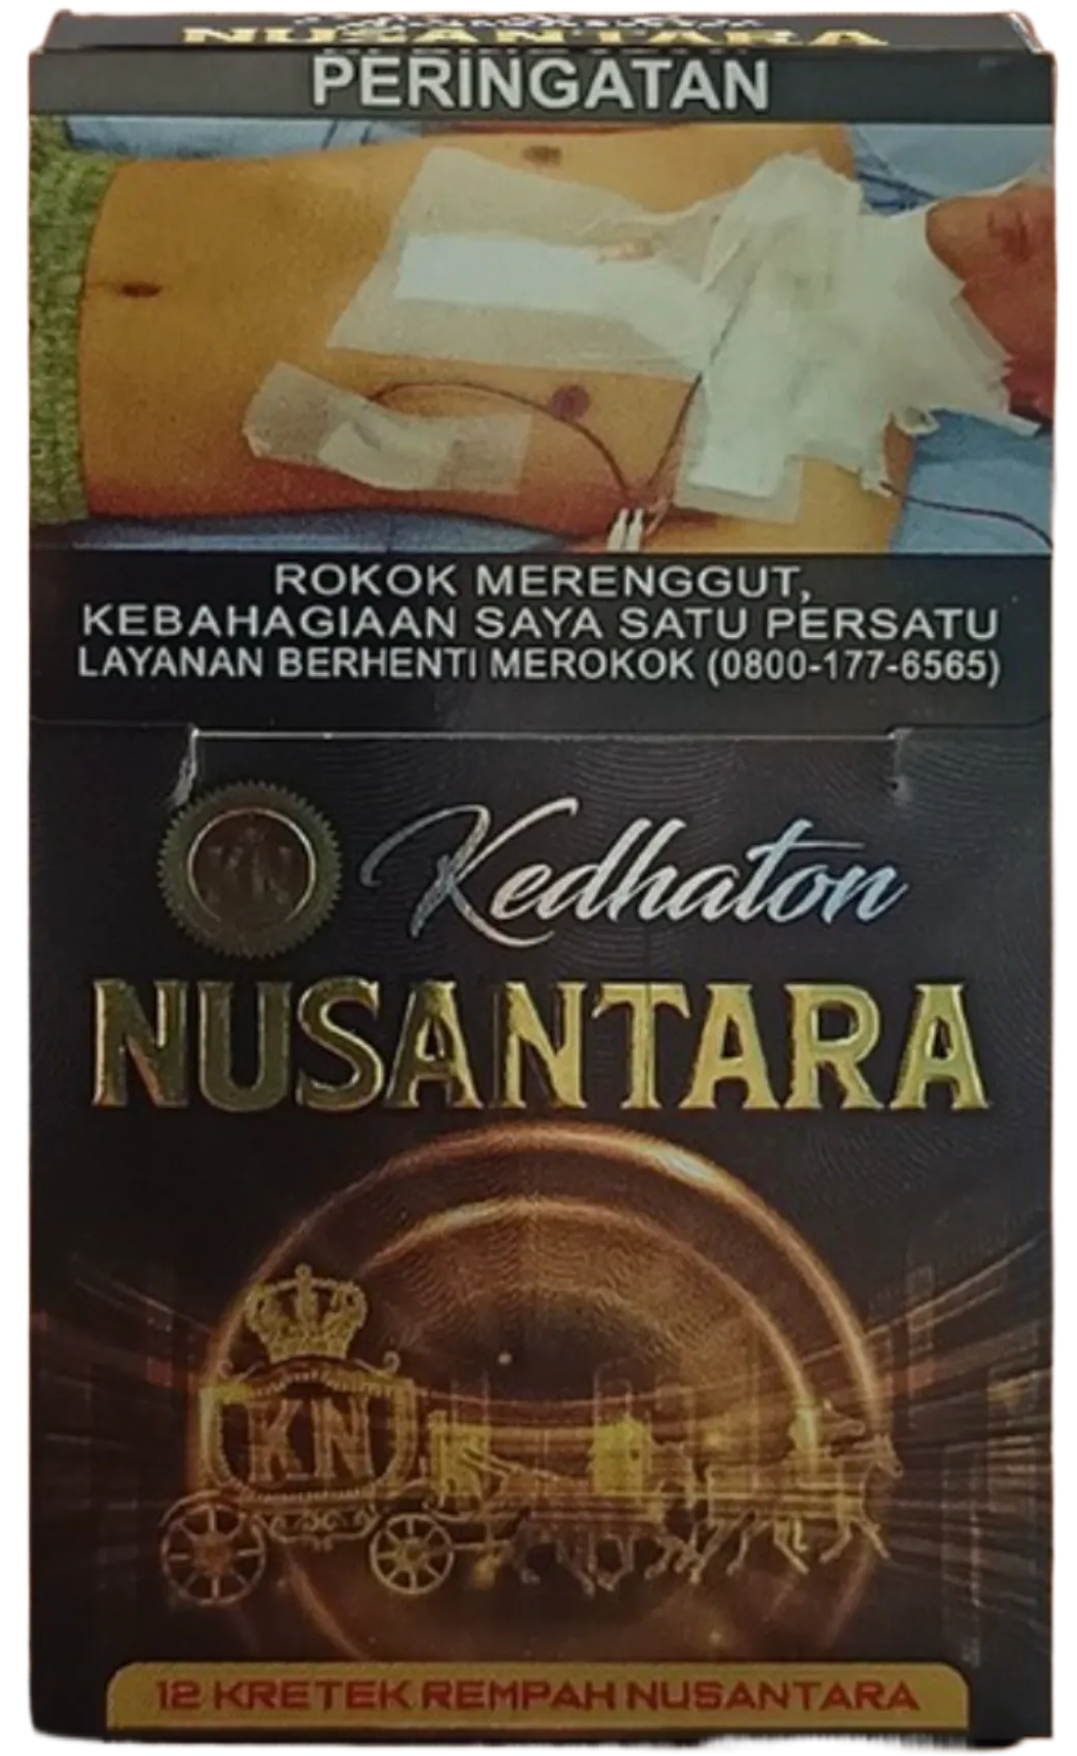 NUSANTARA
PERINGATAN
ROKOK MERENGGUT,
KEBAHAGIAAN SAYA SATU PERSATU
LAYANAN BERHENTI MEROKOK (0800-177-6565)
KN
Kedhaton
NUSANTARA
KN
12 KRETEK REMPAH NUSANTARA